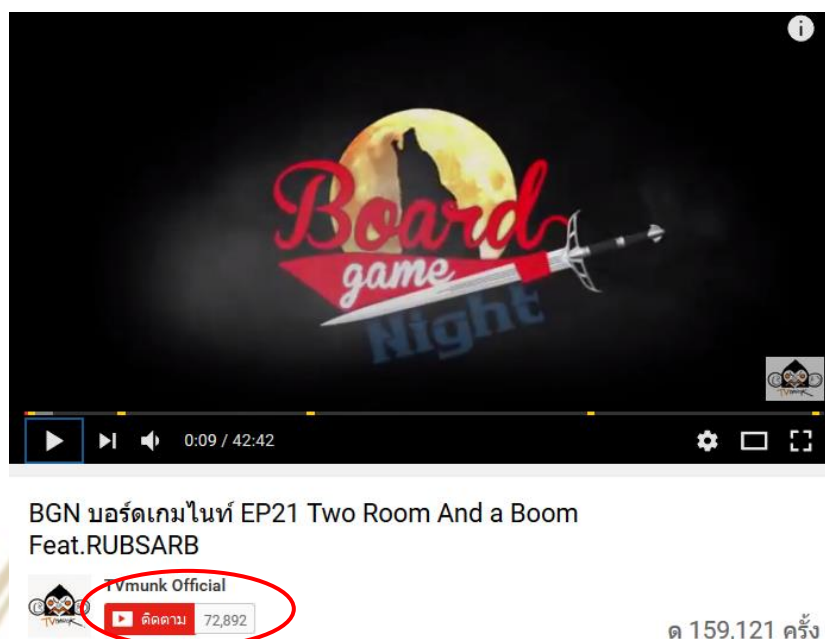 Board
game
Night
TVmunk
0:09 / 42:42
BGN บอร์ดเกมไนท์ EP21 Two Room And a Boom
Feat.RUBSARB
TVmunk Official
TVmunk
ติดตาม 72,892
ด 159,121 ครั้ง